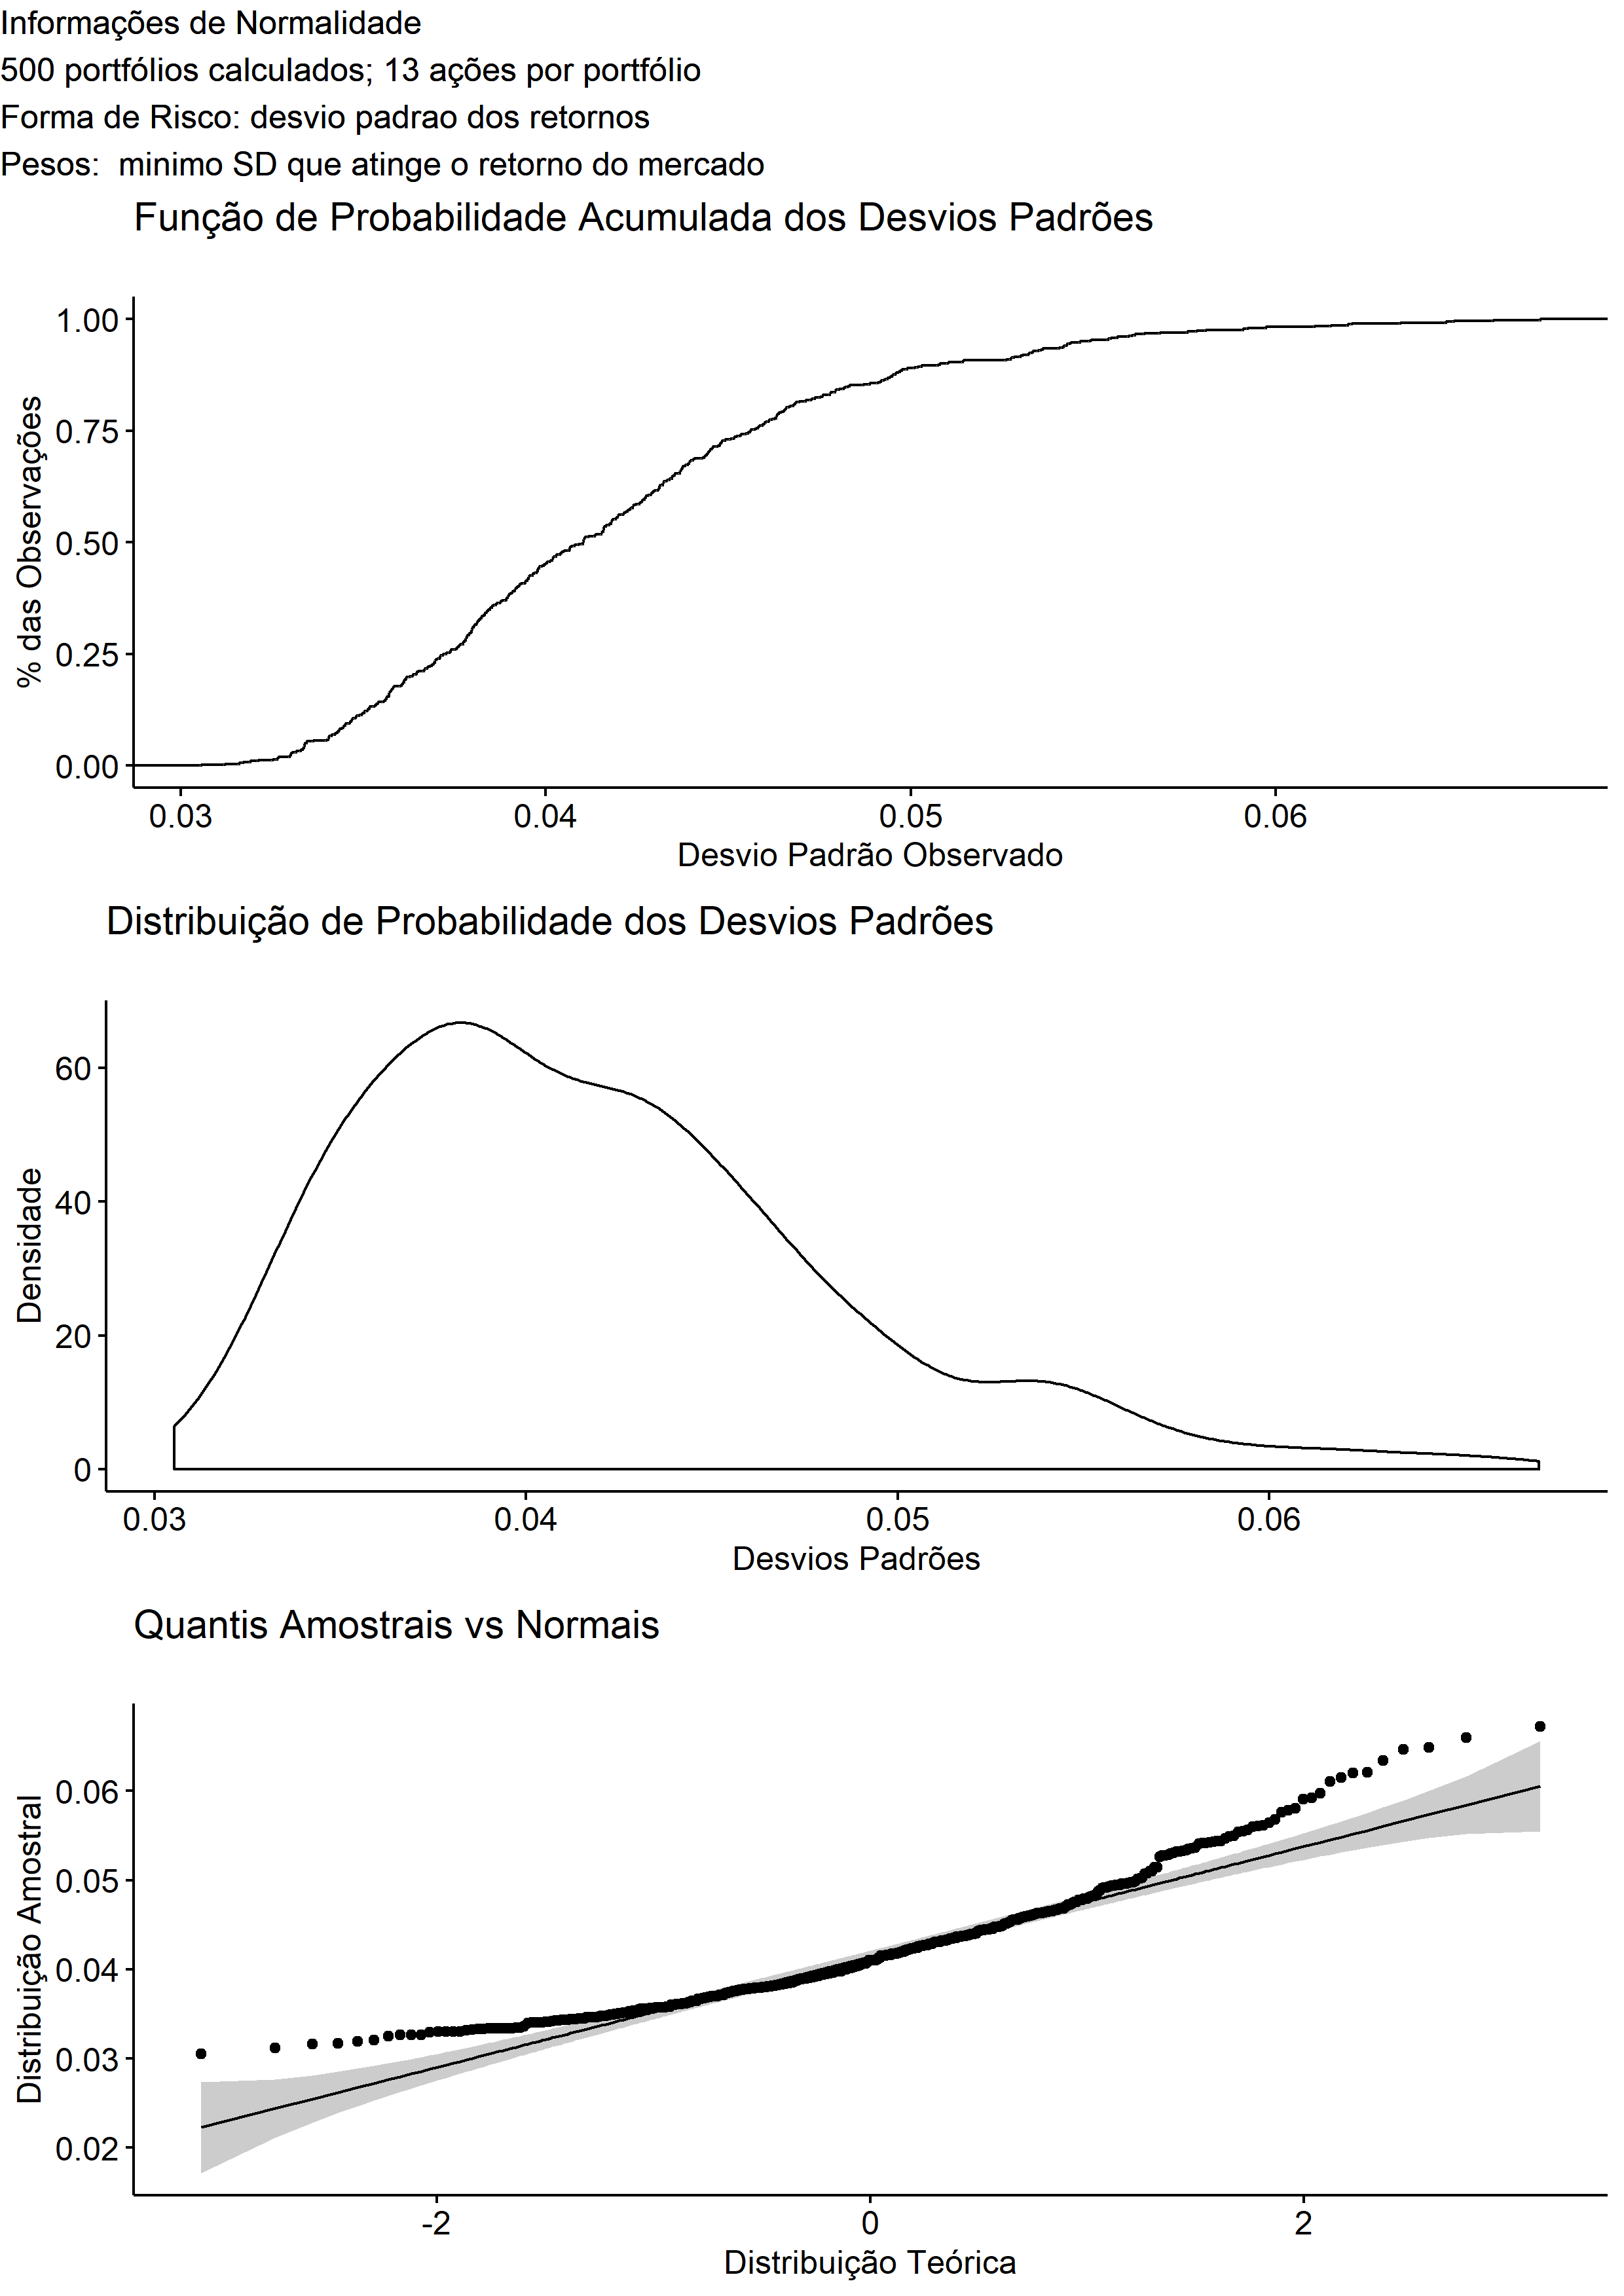 Informações de Normalidade
500 portfólios calculados; 13 ações por portfólio
Forma de Risco: desvio padrao dos retornos
Pesos:  minimo SD que atinge o retorno do mercado
Função de Probabilidade Acumulada dos Desvios Padrões
% das Observações
1.00
0.75
0.50
0.25
0.00
0.03
0.04
0.05
0.06
Desvio Padrão Observado
Distribuição de Probabilidade dos Desvios Padrões
Densidade
60
40
20
0
0.03
0.04
0.05
0.06
Desvios Padrões
Quantis Amostrais vs Normais
Distribuição Amostral
0.06
0.05
0.04
0.03
0.02
-2
0
2
Distribuição Teórica